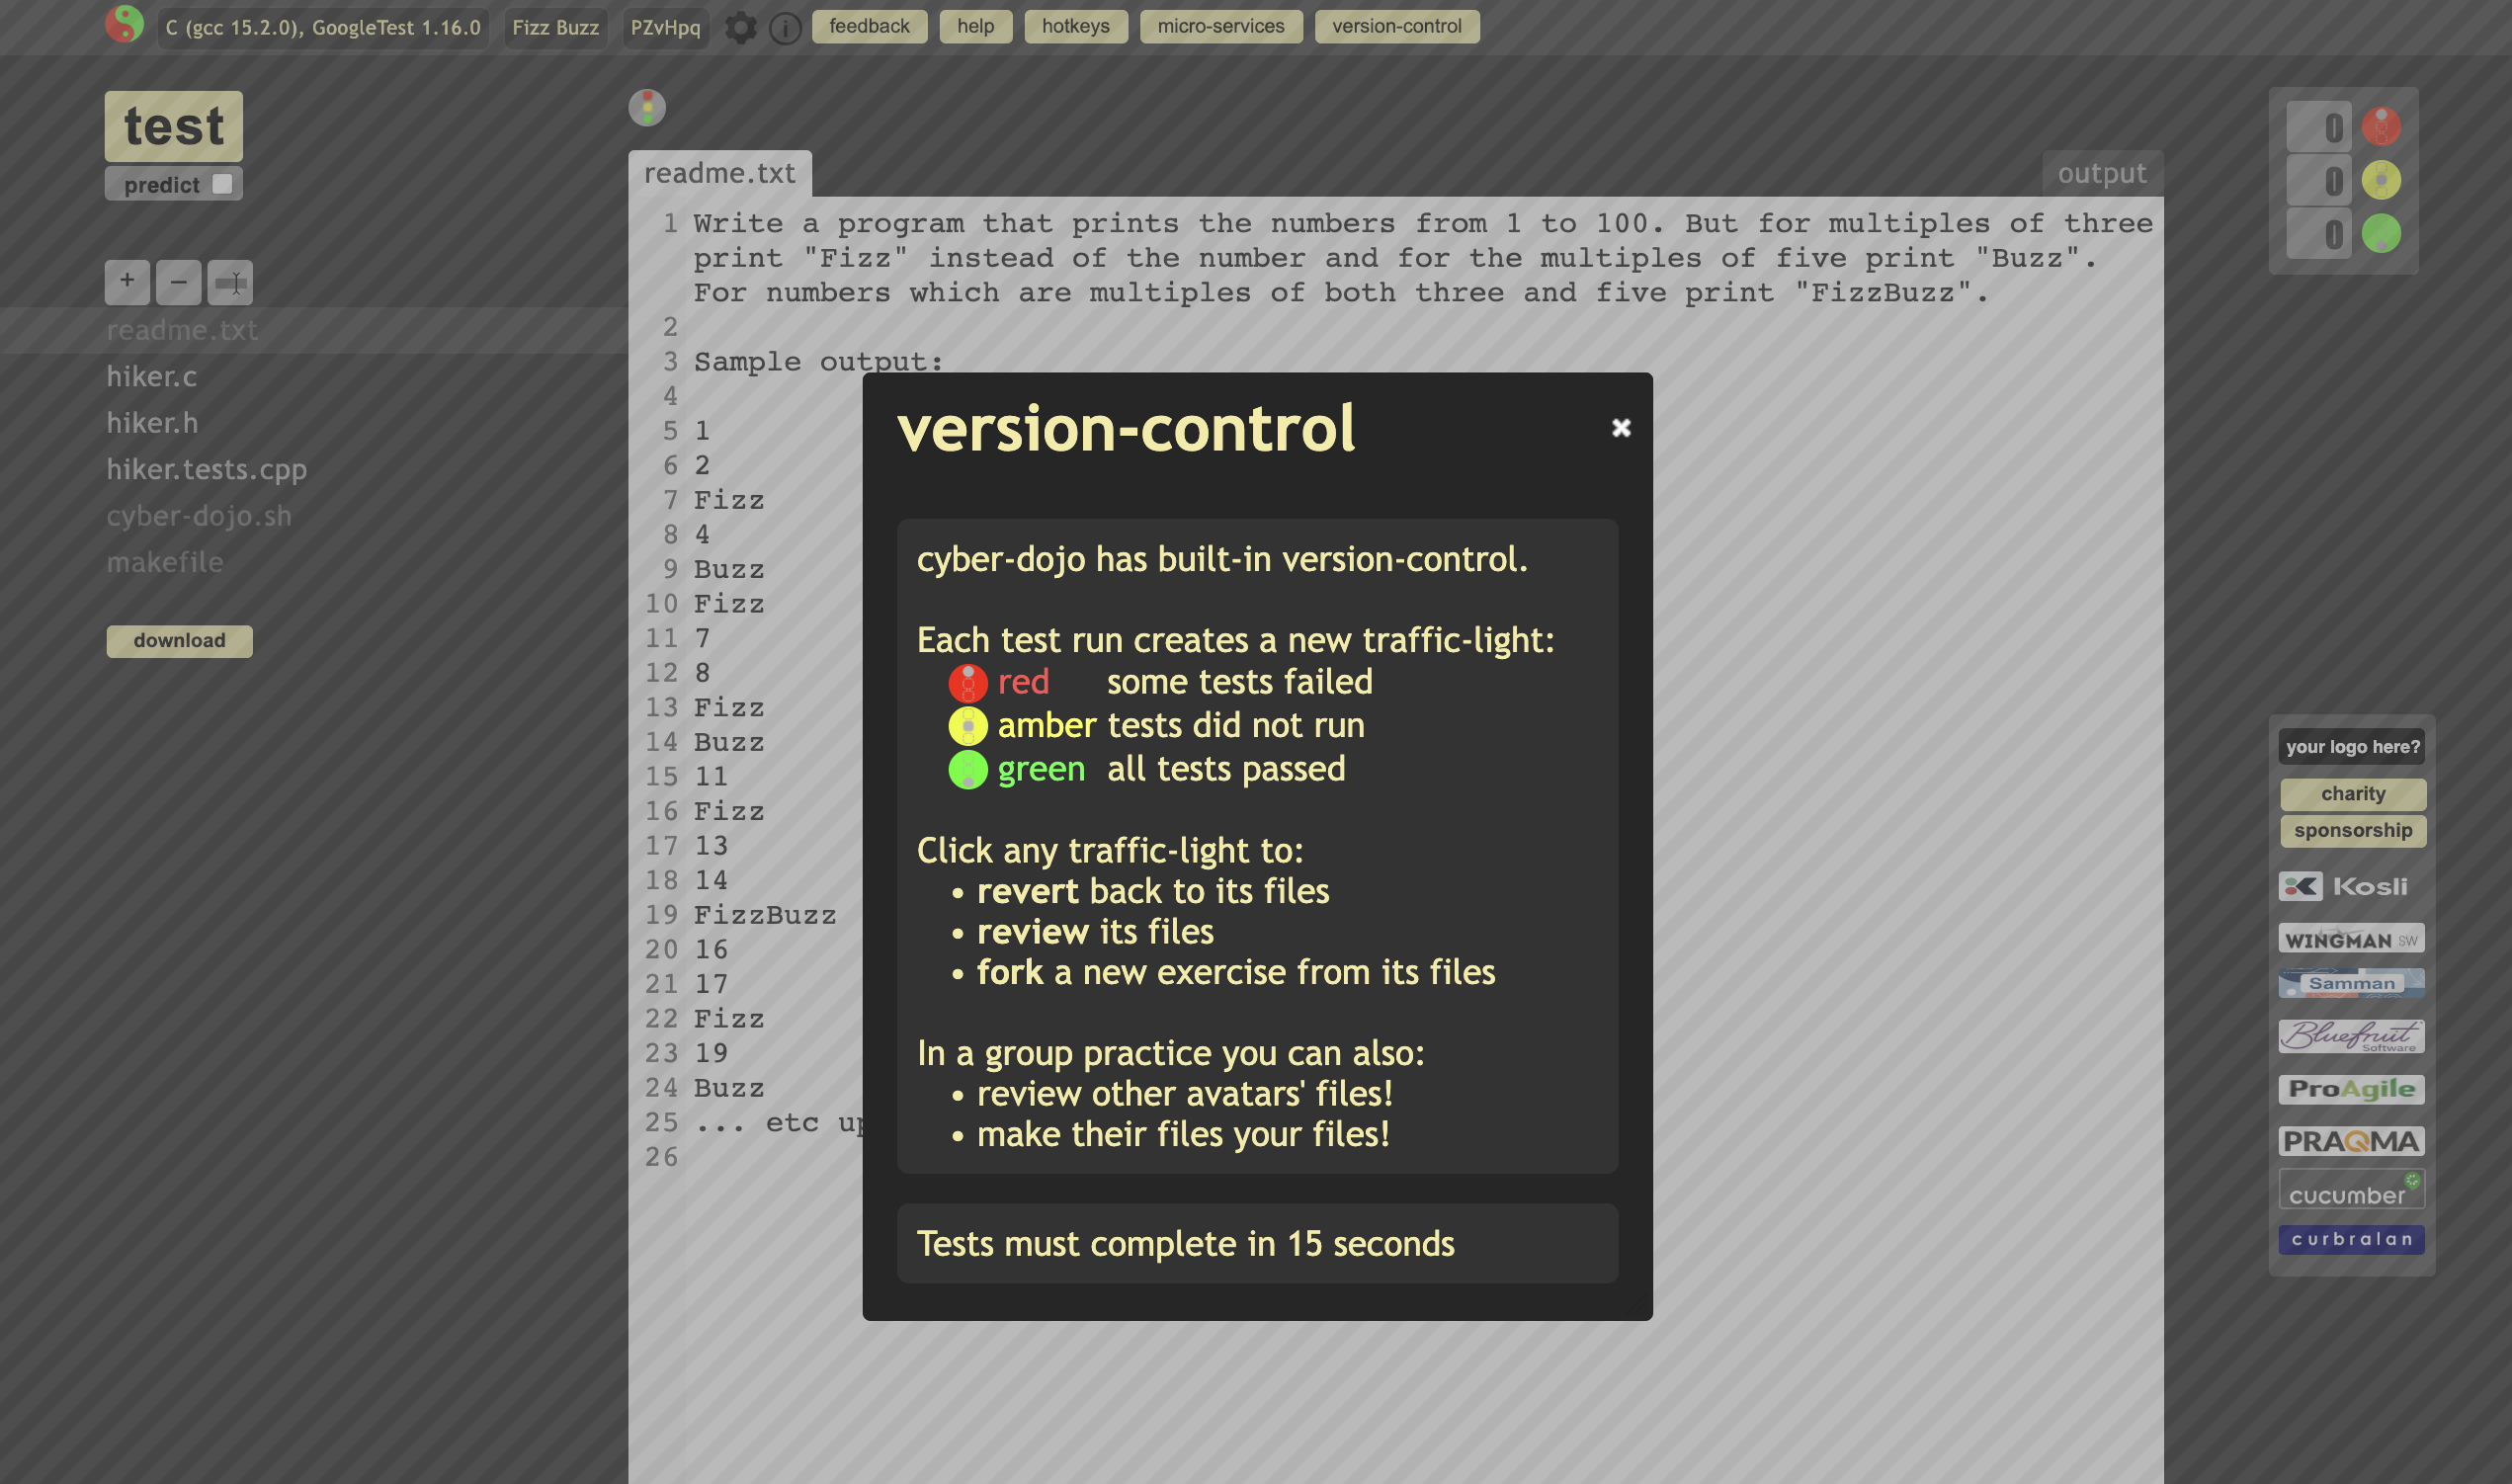 C (gcc 15.2.0), GoogleTest 1.16.0 Fizz Buzz PZvHpq i feedback help hotkeys micro-services version-control
test
predict
+ −
readme.txt
hiker.c
hiker.h
hiker.tests.cpp
cyber-dojo.sh
makefile
download
readme.txt output
1 Write a program that prints the numbers from 1 to 100. But for multiples of three
print "Fizz" instead of the number and for the multiples of five print "Buzz".
For numbers which are multiples of both three and five print "FizzBuzz".
2
3 Sample output:
4
5 1
6 2
7 Fizz
8 4
9 Buzz
10 Fizz
11 7
12 8
13 Fizz
14 Buzz
15 11
16 Fizz
17 13
18 14
19 FizzBuzz
20 16
21 17
22 Fizz
23 19
24 Buzz
25 ... etc
26
version-control ✖
cyber-dojo has built-in version-control.
Each test run creates a new traffic-light:
red some tests failed
amber tests did not run
green all tests passed
Click any traffic-light to:
• revert back to its files
• review its files
• fork a new exercise from its files
In a group practice you can also:
• review other avatars' files!
• make their files your files!
Tests must complete in 15 seconds
0
0
0
your logo here?
charity
sponsorship
Kosli
WINGMAN SW
Samman
Bluefruit
Software
ProAgile
PRAQMA
cucumber
curbralan